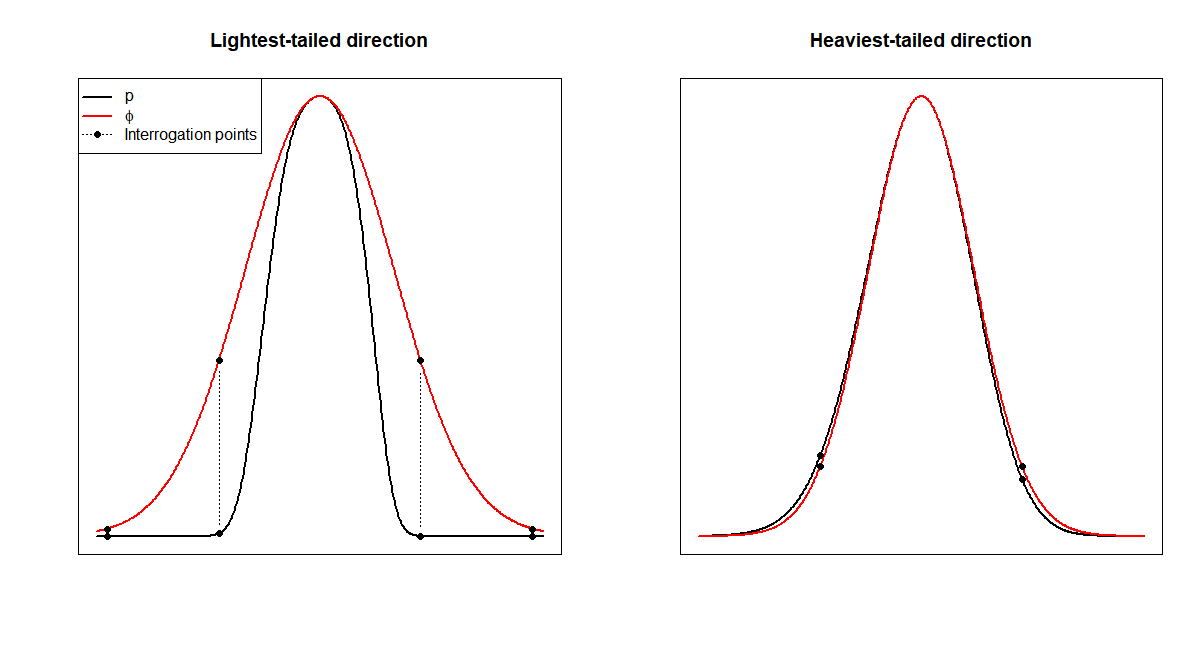 Lightest-tailed direction
p
ϕ
Interrogation points
Heaviest-tailed direction